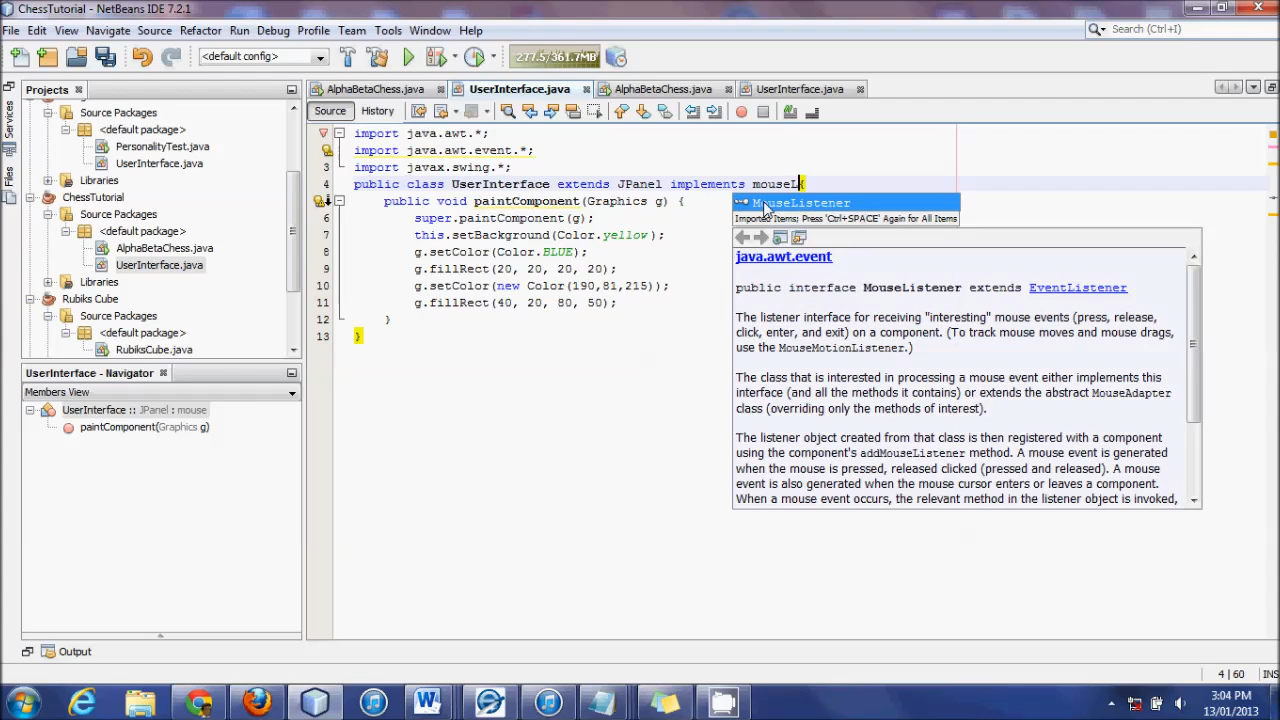 ChessTutorial - NetBeans IDE 7.2.1
File Edit View Navigate Source Refactor Run Debug Profile Team Tools Window Help
Search (Ctrl+I)
<default config>
277.5/361.7MB
Projects
AlphaBetaChess.java
UserInterface.java
AlphaBetaChess.java
UserInterface.java
Services
Files
Source Packages
<default package>
PersonalityTest.java
UserInterface.java
Libraries
ChessTutorial
Source Packages
<default package>
AlphaBetaChess.java
UserInterface.java
Libraries
Rubiks Cube
Source Packages
<default package>
RubiksCube.java
UserInterface - Navigator
Members View
UserInterface :: JPanel : mouse
paintComponent(Graphics g)
Source History
import java.awt.*;
import java.awt.event.*;
3 import javax.swing.*;
4 public class UserInterface extends JPanel implements mouseL{
public void paintComponent(Graphics g) {
6 super.paintComponent(g);
7 this.setBackground(Color.yellow);
8 g.setColor(Color.BLUE);
9 g.fillRect(20, 20, 20, 20);
10 g.setColor(new Color(190,81,215));
11 g.fillRect(40, 20, 80, 50);
12 }
13 }
MouseListener
Imported Items; Press 'Ctrl+SPACE' Again for All Items
java.awt.event
public interface MouseListener extends EventListener
The listener interface for receiving "interesting" mouse events (press, release,
click, enter, and exit) on a component. (To track mouse moves and mouse drags,
use the MouseMotionListener.)
The class that is interested in processing a mouse event either implements this
interface (and all the methods it contains) or extends the abstract MouseAdapter
class (overriding only the methods of interest).
The listener object created from that class is then registered with a component
using the component's addMouseListener method. A mouse event is generated
when the mouse is pressed, released clicked (pressed and released). A mouse
event is also generated when the mouse cursor enters or leaves a component.
When a mouse event occurs, the relevant method in the listener object is invoked,
Output
4 | 60
INS
3:04 PM
13/01/2013